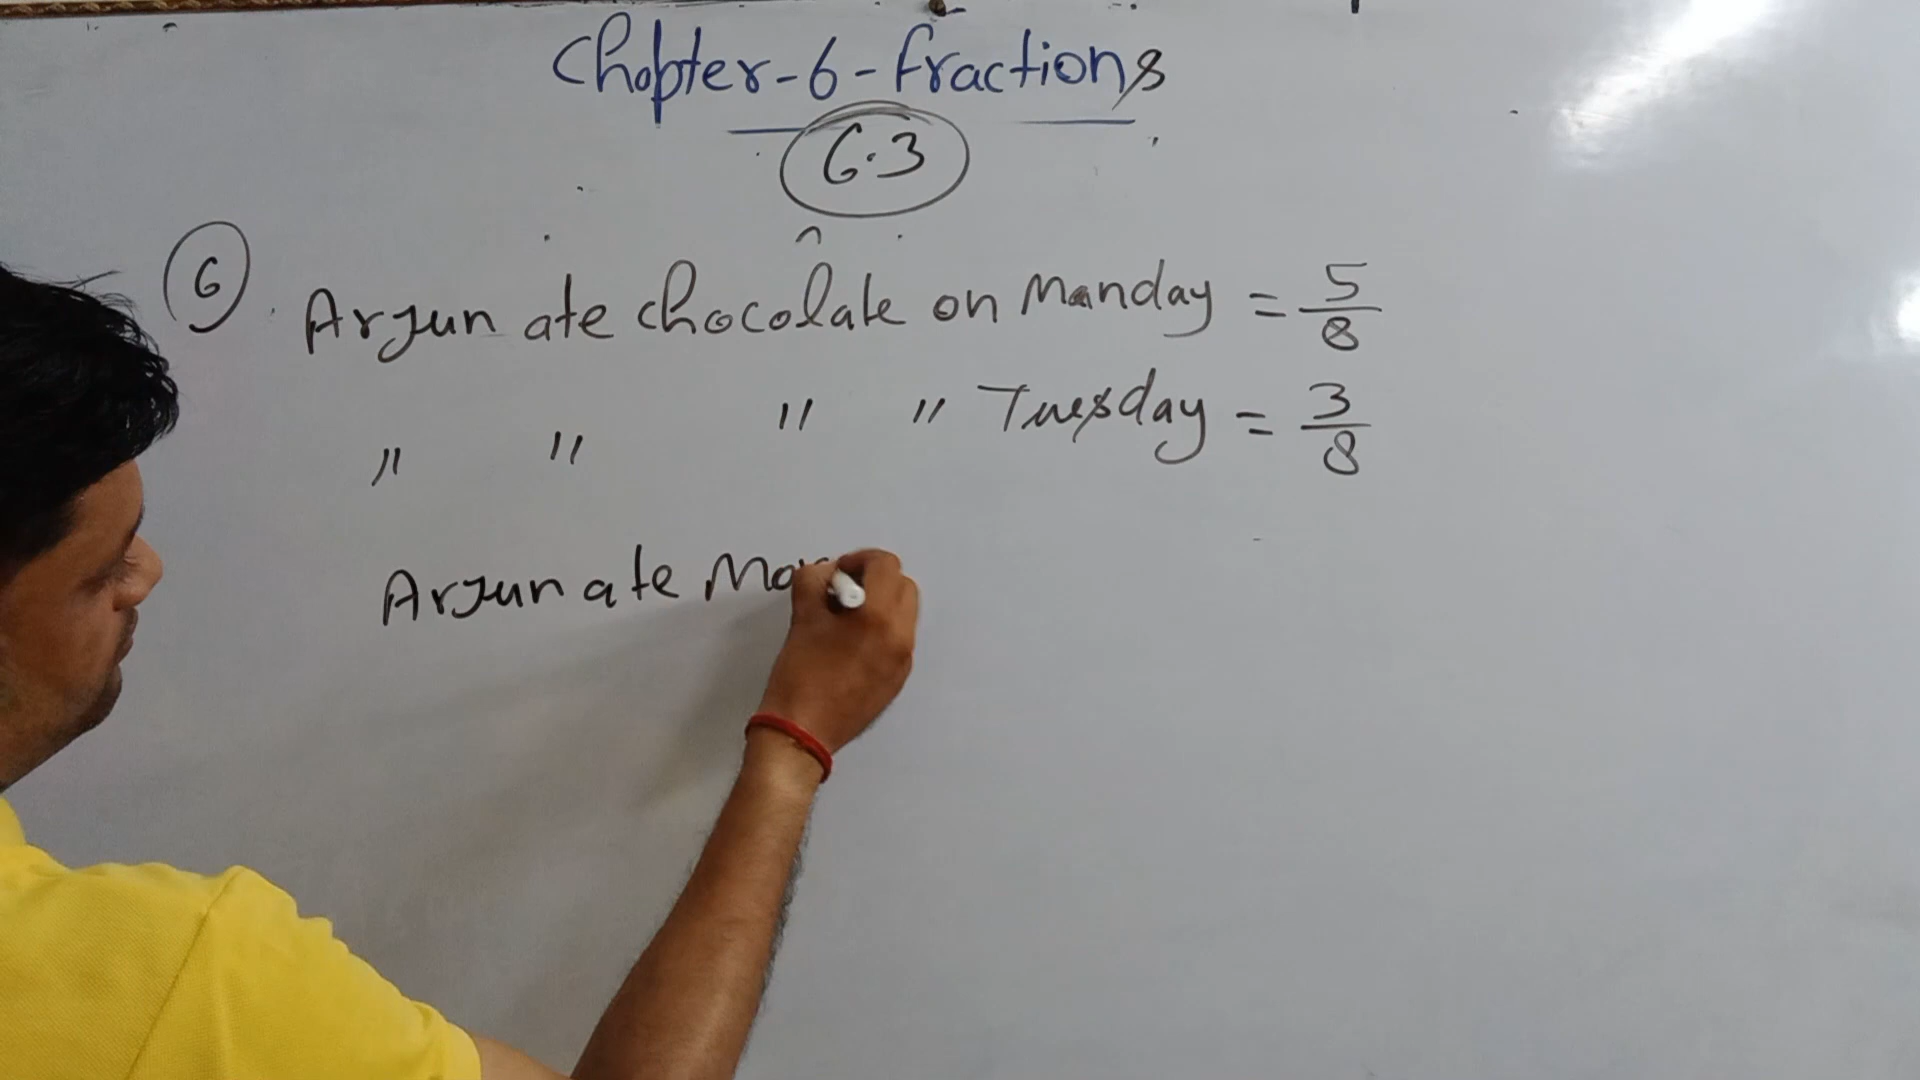 Chapter-6-fractions
6.3
6 Arjun ate chocolate on Manday = 5/8
" " " " Tuesday = 3/8
Arjun ate